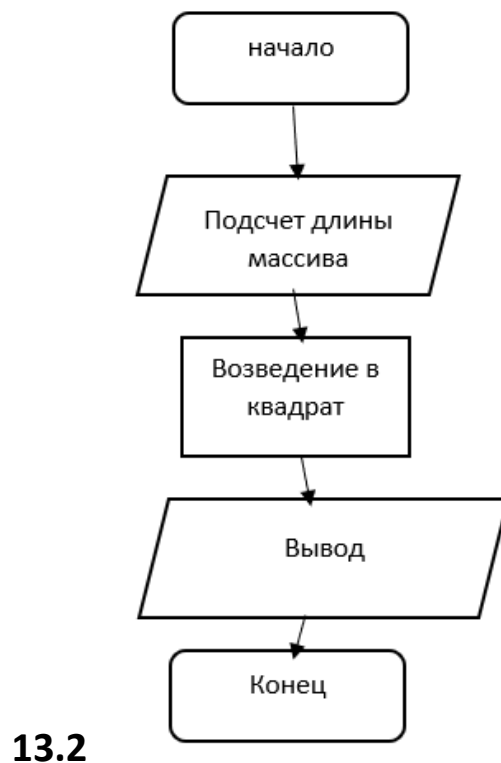 начало
Подсчет длины
массива
Возведение в
квадрат
Вывод
Конец
13.2